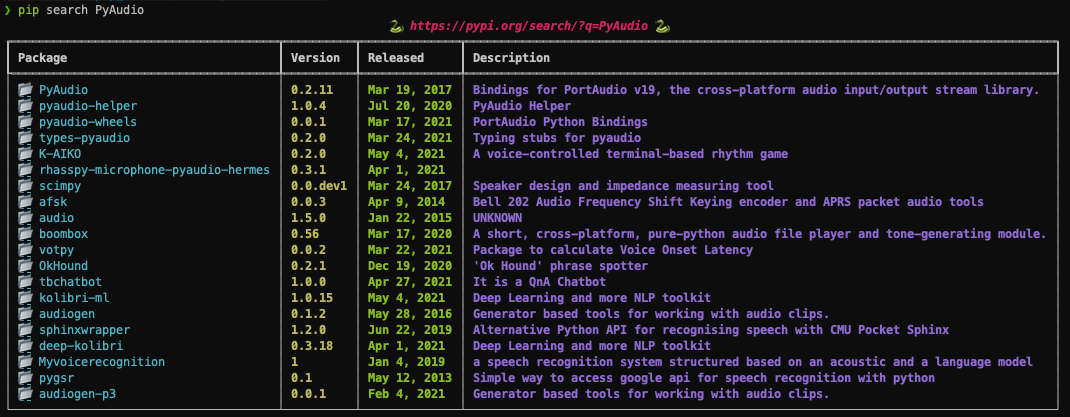 ❯ pip search PyAudio
🐍 https://pypi.org/search/?q=PyAudio 🐍
Package Version Released Description
📂 PyAudio 0.2.11 Mar 19, 2017 Bindings for PortAudio v19, the cross-platform audio input/output stream library.
📂 pyaudio-helper 1.0.4 Jul 20, 2020 PyAudio Helper
📂 pyaudio-wheels 0.0.1 Mar 17, 2021 PortAudio Python Bindings
📂 types-pyaudio 0.2.0 Mar 24, 2021 Typing stubs for pyaudio
📂 K-AIKO 0.2.0 May 4, 2021 A voice-controlled terminal-based rhythm game
📂 rhasspy-microphone-pyaudio-hermes 0.3.1 Apr 1, 2021
📂 scimpy 0.0.dev1 Mar 24, 2017 Speaker design and impedance measuring tool
📂 afsk 0.0.3 Apr 9, 2014 Bell 202 Audio Frequency Shift Keying encoder and APRS packet audio tools
📂 audio 1.5.0 Jan 22, 2015 UNKNOWN
📂 boombox 0.56 Mar 17, 2020 A short, cross-platform, pure-python audio file player and tone-generating module.
📂 votpy 0.0.2 Mar 22, 2021 Package to calculate Voice Onset Latency
📂 OkHound 0.2.1 Dec 19, 2020 'Ok Hound' phrase spotter
📂 tbchatbot 1.0.0 Apr 27, 2021 It is a QnA Chatbot
📂 kolibri-ml 1.0.15 May 4, 2021 Deep Learning and more NLP toolkit
📂 audiogen 0.1.2 May 28, 2016 Generator based tools for working with audio clips.
📂 sphinxwrapper 1.2.0 Jun 22, 2019 Alternative Python API for recognising speech with CMU Pocket Sphinx
📂 deep-kolibri 0.3.18 Apr 1, 2021 Deep Learning and more NLP toolkit
📂 Myvoicerecognition 1 Jan 4, 2019 a speech recognition system structured based on an acoustic and a language model
📂 pygsr 0.1 May 12, 2013 Simple way to access google api for speech recognition with python
📂 audiogen-p3 0.0.1 Feb 4, 2021 Generator based tools for working with audio clips.